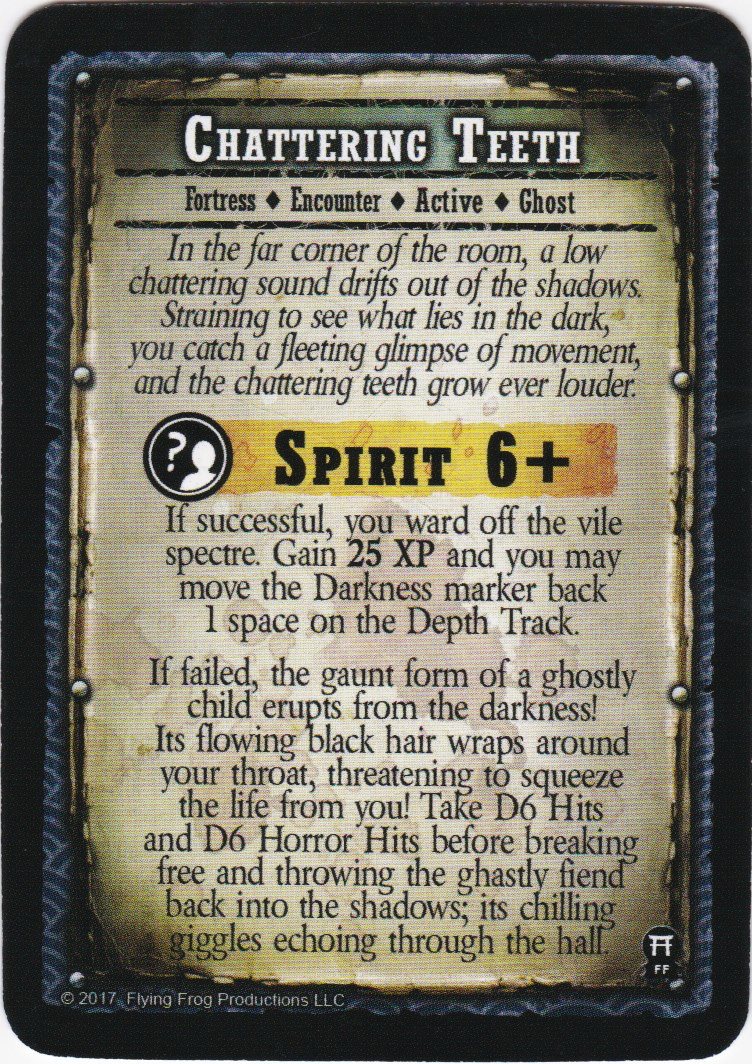 CHATTERING TEETH
Fortress ♦ Encounter ♦ Active ♦ Ghost
In the far corner of the room, a low
chattering sound drifts out of the shadows.
Straining to see what lies in the dark,
you catch a fleeting glimpse of movement,
and the chattering teeth grow ever louder.
?
SPIRIT 6+
If successful, you ward off the vile
spectre. Gain 25 XP and you may
move the Darkness marker back
1 space on the Depth Track.
If failed, the gaunt form of a ghostly
child erupts from the darkness!
Its flowing black hair wraps around
your throat, threatening to squeeze
the life from you! Take D6 Hits
and D6 Horror Hits before breaking
free and throwing the ghastly fiend
back into the shadows; its chilling
giggles echoing through the hall.
FF
© 2017 Flying Frog Productions LLC